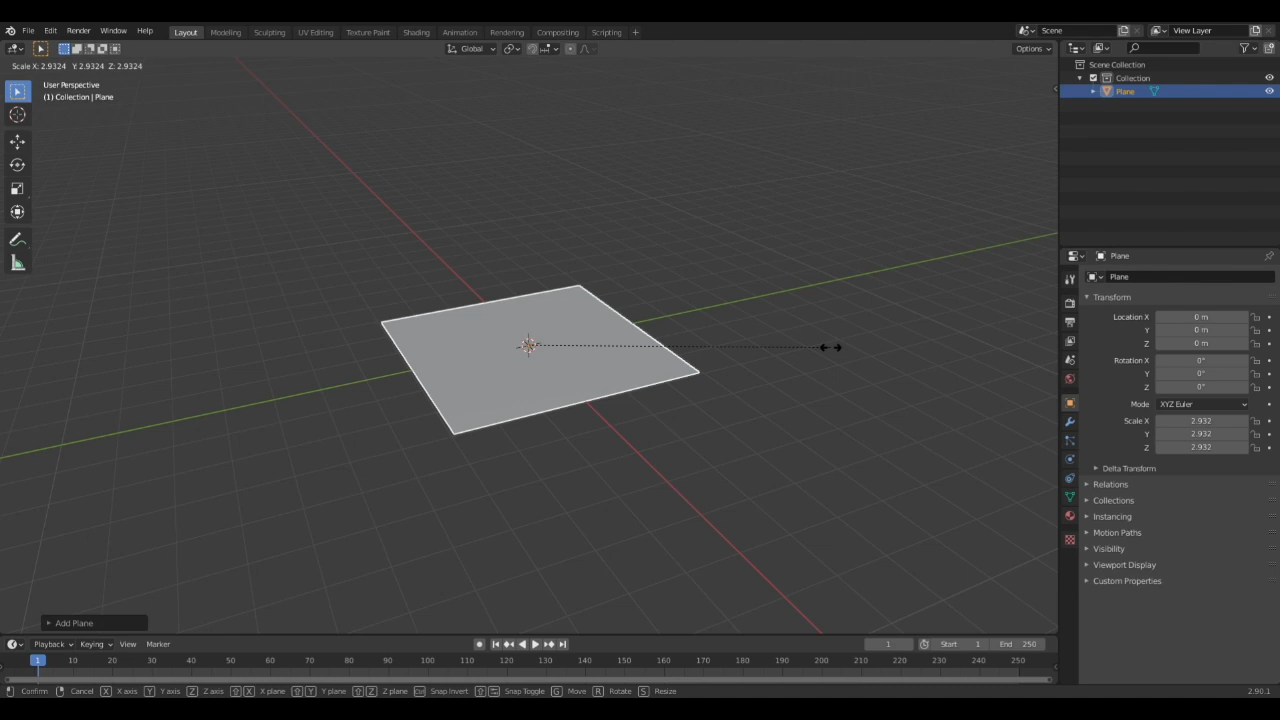 File Edit Render Window Help Layout Modeling Sculpting UV Editing Texture Paint Shading Animation Rendering Compositing Scripting + Scene View Layer
Global Options
Scale X: 2.9324 Y: 2.9324 Z: 2.9324
User Perspective
(1) Collection | Plane
Scene Collection
Collection
Plane
Plane
Plane
Transform
Location X 0 m
Y 0 m
Z 0 m
Rotation X 0°
Y 0°
Z 0°
Mode XYZ Euler
Scale X 2.932
Y 2.932
Z 2.932
Delta Transform
Relations
Collections
Instancing
Motion Paths
Visibility
Viewport Display
Custom Properties
Add Plane
Playback Keying View Marker 1 Start 1 End 250
1 10 20 30 40 50 60 70 80 90 100 110 120 130 140 150 160 170 180 190 200 210 220 230 240 250
Confirm Cancel X X axis Y Y axis Z Z axis X X plane Y Y plane Z Z plane Ctrl Snap Invert Snap Toggle G Move R Rotate S Resize 2.90.1